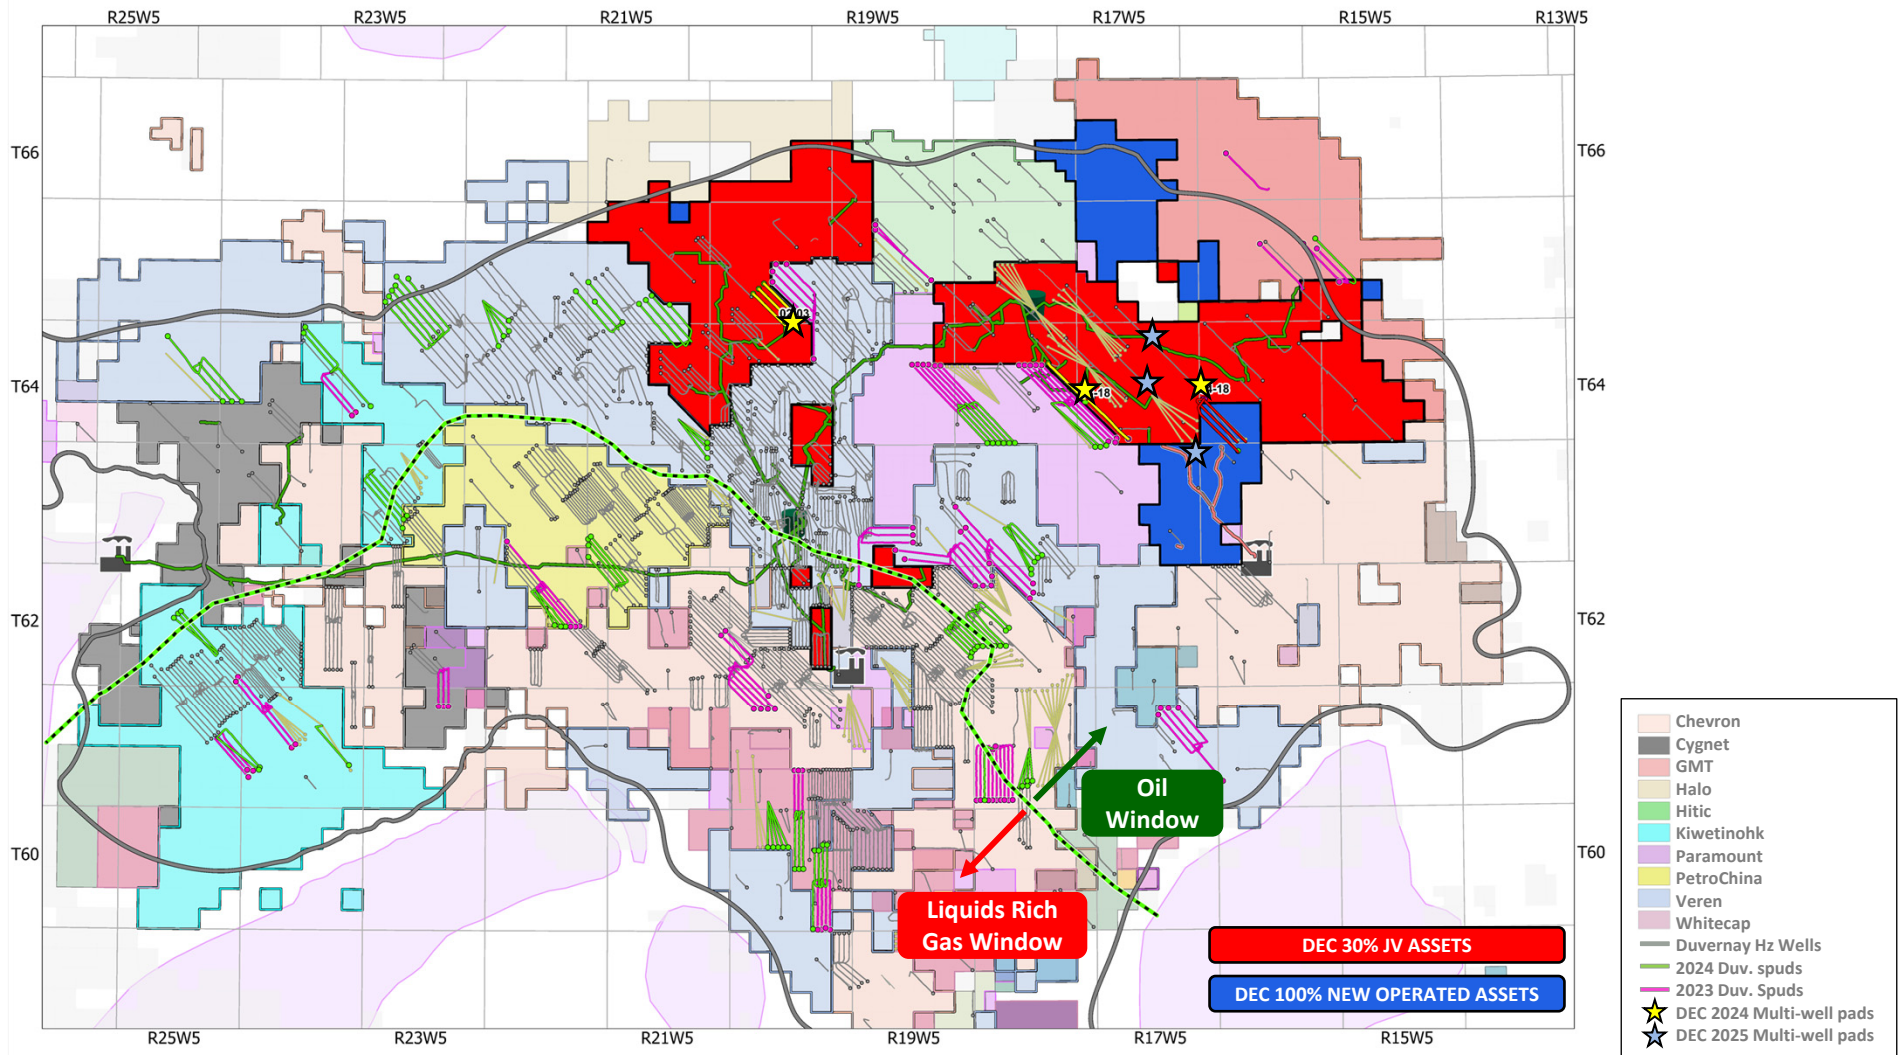 R25W5
R23W5
R21W5
R19W5
R17W5
R15W5
R13W5
T66
T66
T64
T64
T62
T62
T60
T60
-18
-18
Oil
Window
Liquids Rich
Gas Window
DEC 30% JV ASSETS
DEC 100% NEW OPERATED ASSETS
Chevron
Cygnet
GMT
Halo
Hitic
Kiwetinohk
Paramount
PetroChina
Veren
Whitecap
Duvernay Hz Wells
2024 Duv. spuds
2023 Duv. Spuds
DEC 2024 Multi-well pads
DEC 2025 Multi-well pads
R25W5
R23W5
R21W5
R19W5
R17W5
R15W5